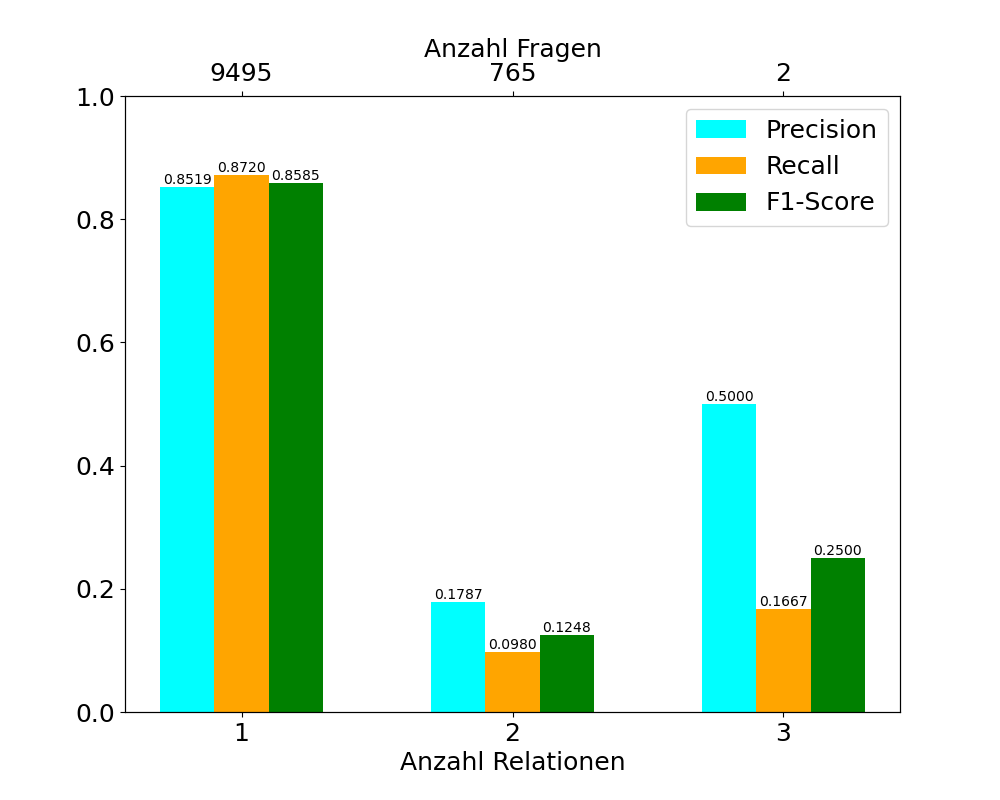 Anzahl Fragen
9495 765 2
1.0
0.8
0.6
0.4
0.2
0.0
Precision
Recall
F1-Score
0.8519 0.8720 0.8585
0.1787 0.0980 0.1248
0.5000 0.1667 0.2500
1 2 3
Anzahl Relationen